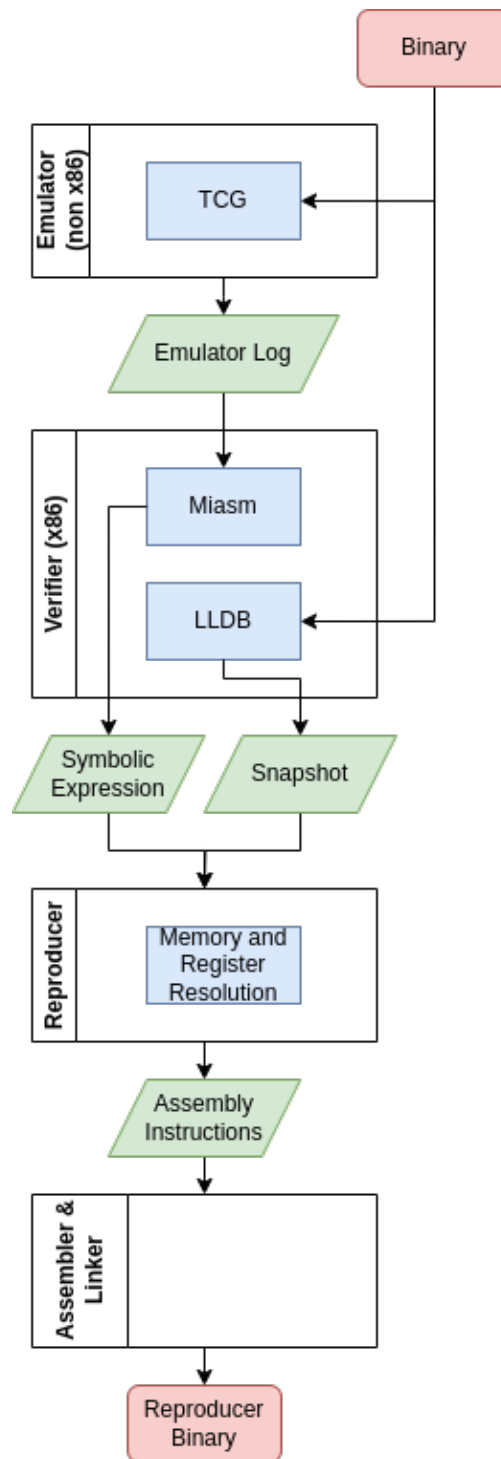 Binary
Emulator
(non x86)
TCG
Emulator Log
Verifier (x86)
Miasm
LLDB
Symbolic
Expression
Snapshot
Reproducer
Memory and
Register
Resolution
Assembly
Instructions
Assembler &
Linker
Reproducer
Binary